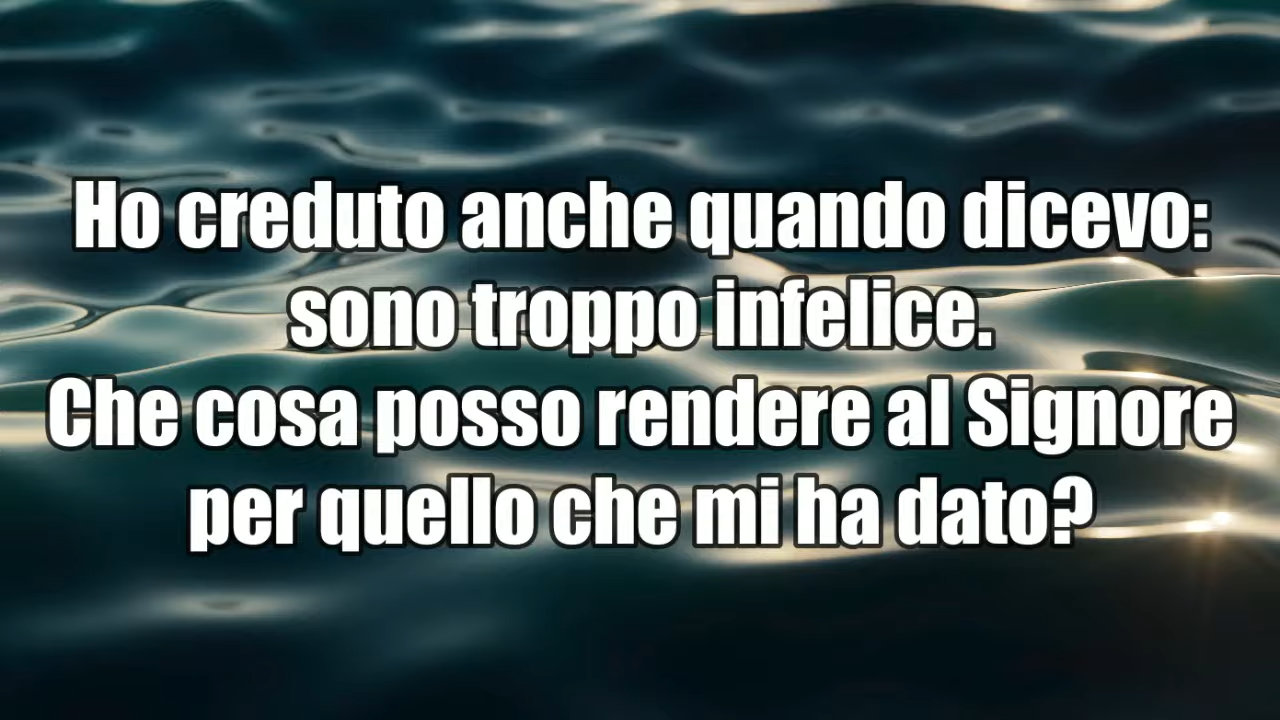 Ho creduto anche quando dicevo:
sono troppo infelice.
Che cosa posso rendere al Signore
per quello che mi ha dato?